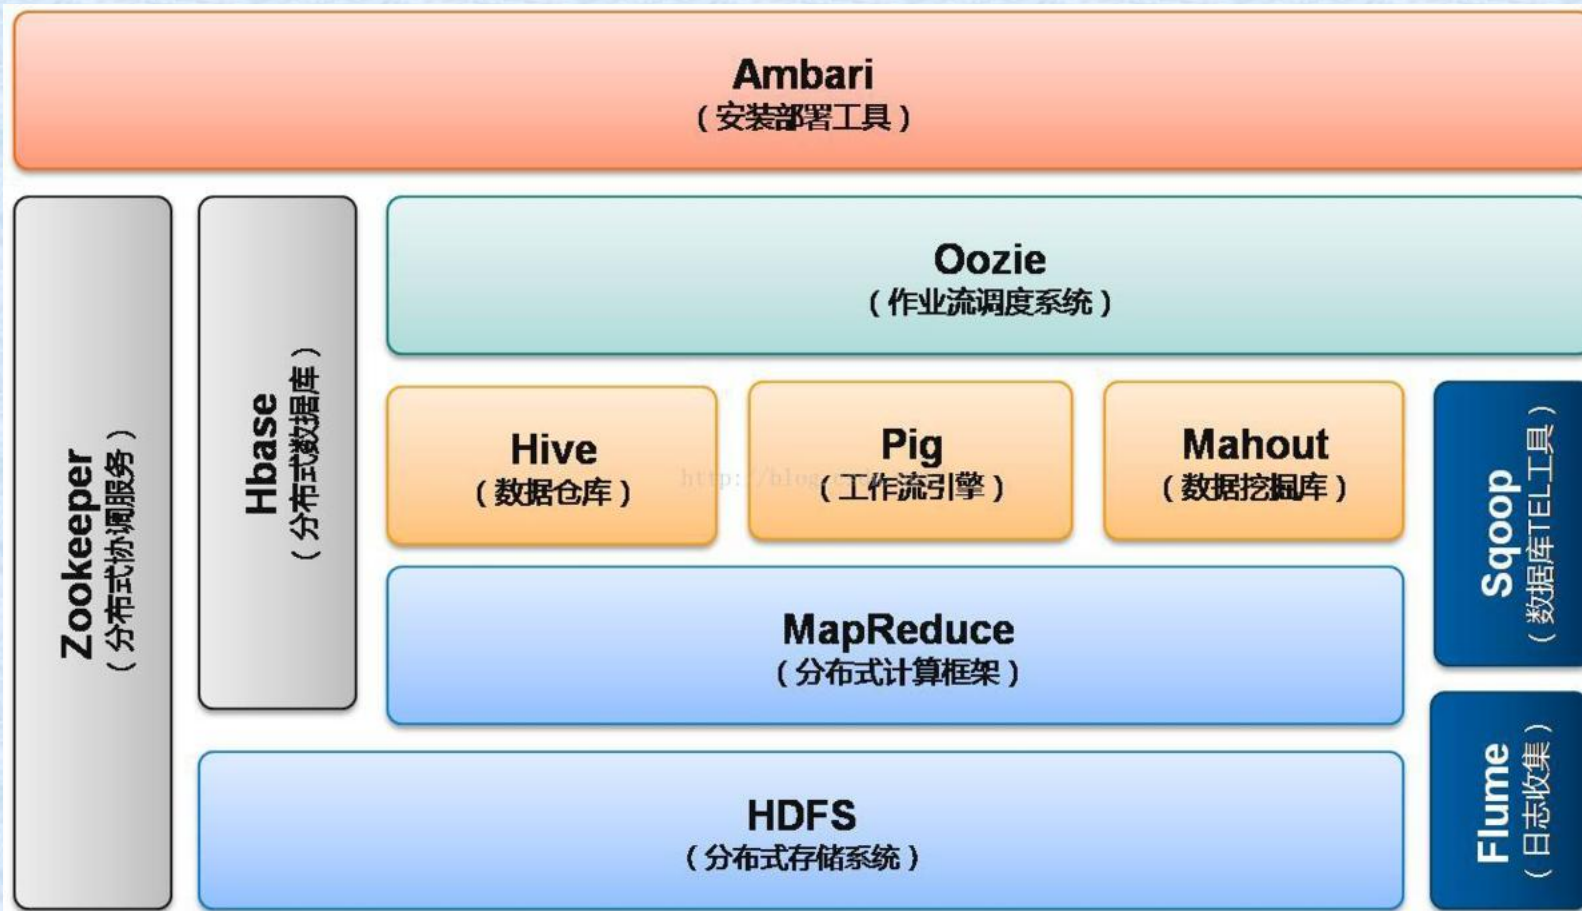 Ambari
（安装部署工具）
Zookeeper
（分布式协调服务）
Hbase
（分布式数据库）
Oozie
（作业流调度系统）
Hive
（数据仓库）
Pig
（工作流引擎）
Mahout
（数据挖掘库）
Sqoop
（数据库TEL工具）
MapReduce
（分布式计算框架）
HDFS
（分布式存储系统）
Flume
（日志收集）
http://blog